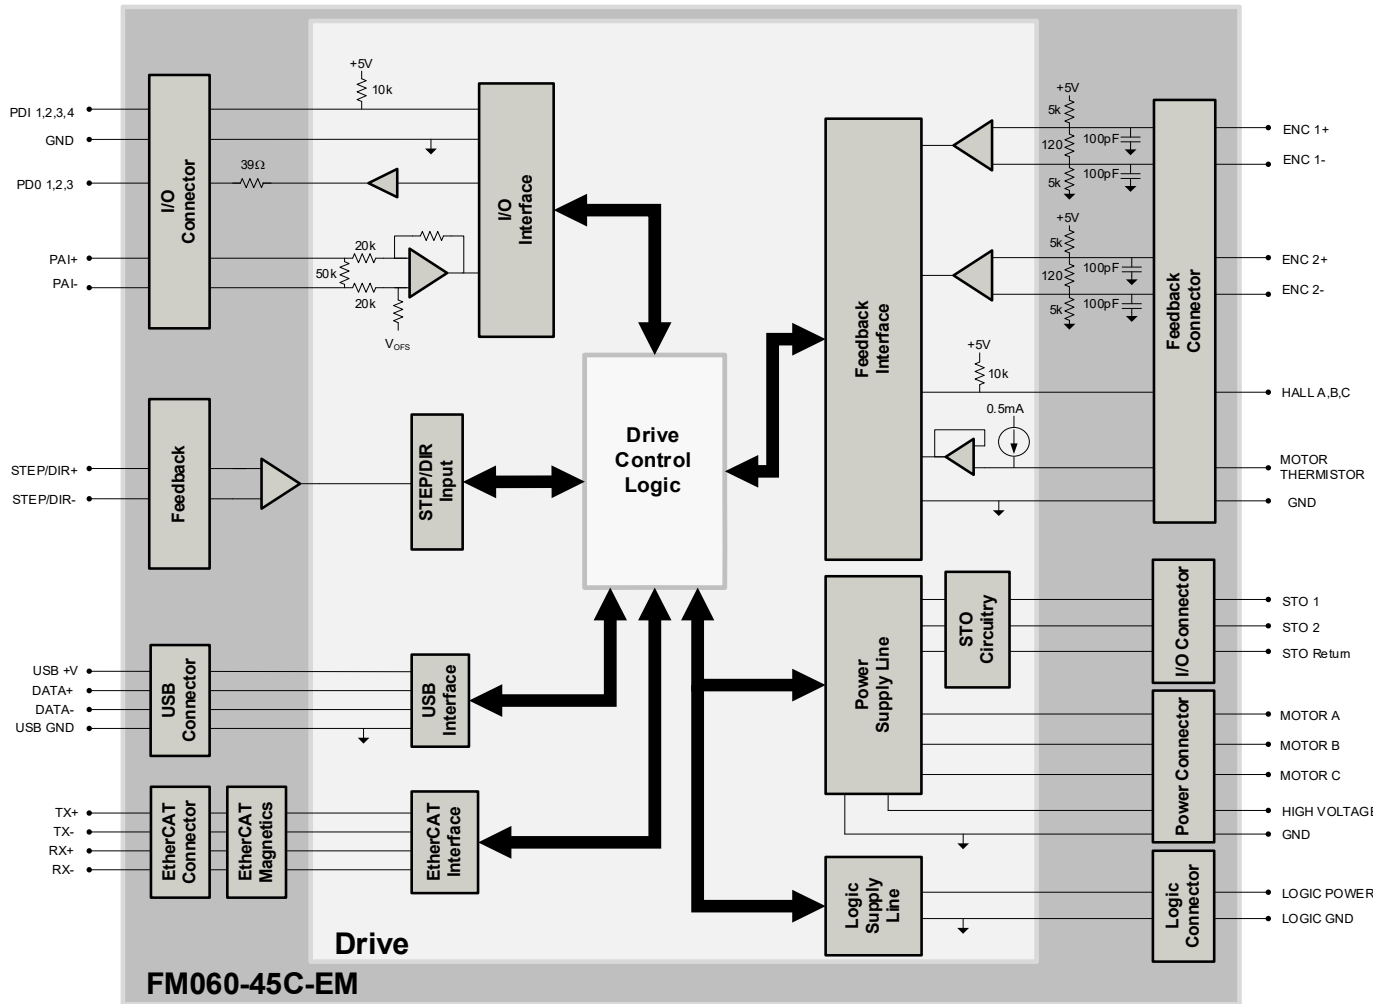 PDI 1,2,3,4
GND
PD0 1,2,3
PAI+
PAI-
I/O
Connector
+5V
10k
39Ω
20k
50k
20k
VOFS
I/O
Interface
STEP/DIR+
STEP/DIR-
Feedback
STEP/DIR
Input
USB +V
DATA+
DATA-
USB GND
USB
Connector
USB
Interface
TX+
TX-
RX+
RX-
EtherCAT
Connector
EtherCAT
Magnetics
EtherCAT
Interface
Drive
Control
Logic
Feedback
Interface
+5V
5k
120
5k
100pF
100pF
+5V
5k
120
5k
100pF
100pF
+5V
10k
0.5mA
Feedback
Connector
ENC 1+
ENC 1-
ENC 2+
ENC 2-
HALL A,B,C
MOTOR
THERMISTOR
GND
Power
Supply Line
STO
Circuitry
I/O Connector
STO 1
STO 2
STO Return
Power Connector
MOTOR A
MOTOR B
MOTOR C
HIGH VOLTAGE
GND
Logic
Supply
Line
Logic
Connector
LOGIC POWER
LOGIC GND
Drive
FM060-45C-EM